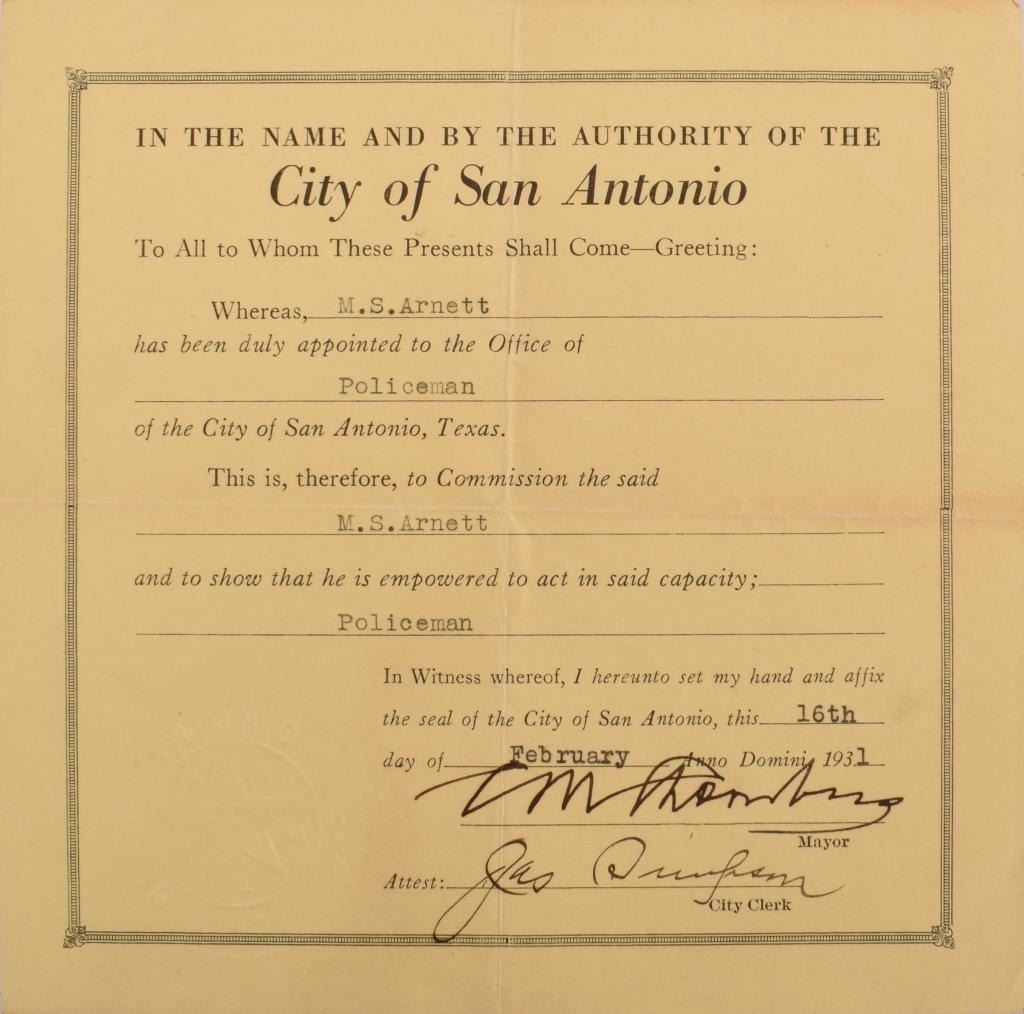 IN THE NAME AND BY THE AUTHORITY OF THE
City of San Antonio
To All to Whom These Presents Shall Come—Greeting:
Whereas, M.S.Arnett
has been duly appointed to the Office of
Policeman
of the City of San Antonio, Texas.
This is, therefore, to Commission the said
M.S.Arnett
and to show that he is empowered to act in said capacity;
Policeman
In Witness whereof, I hereunto set my hand and affix
the seal of the City of San Antonio, this 16th
day of February Anno Domini, 1931
C M Chambers
Mayor
Attest: Jas Simpson
City Clerk